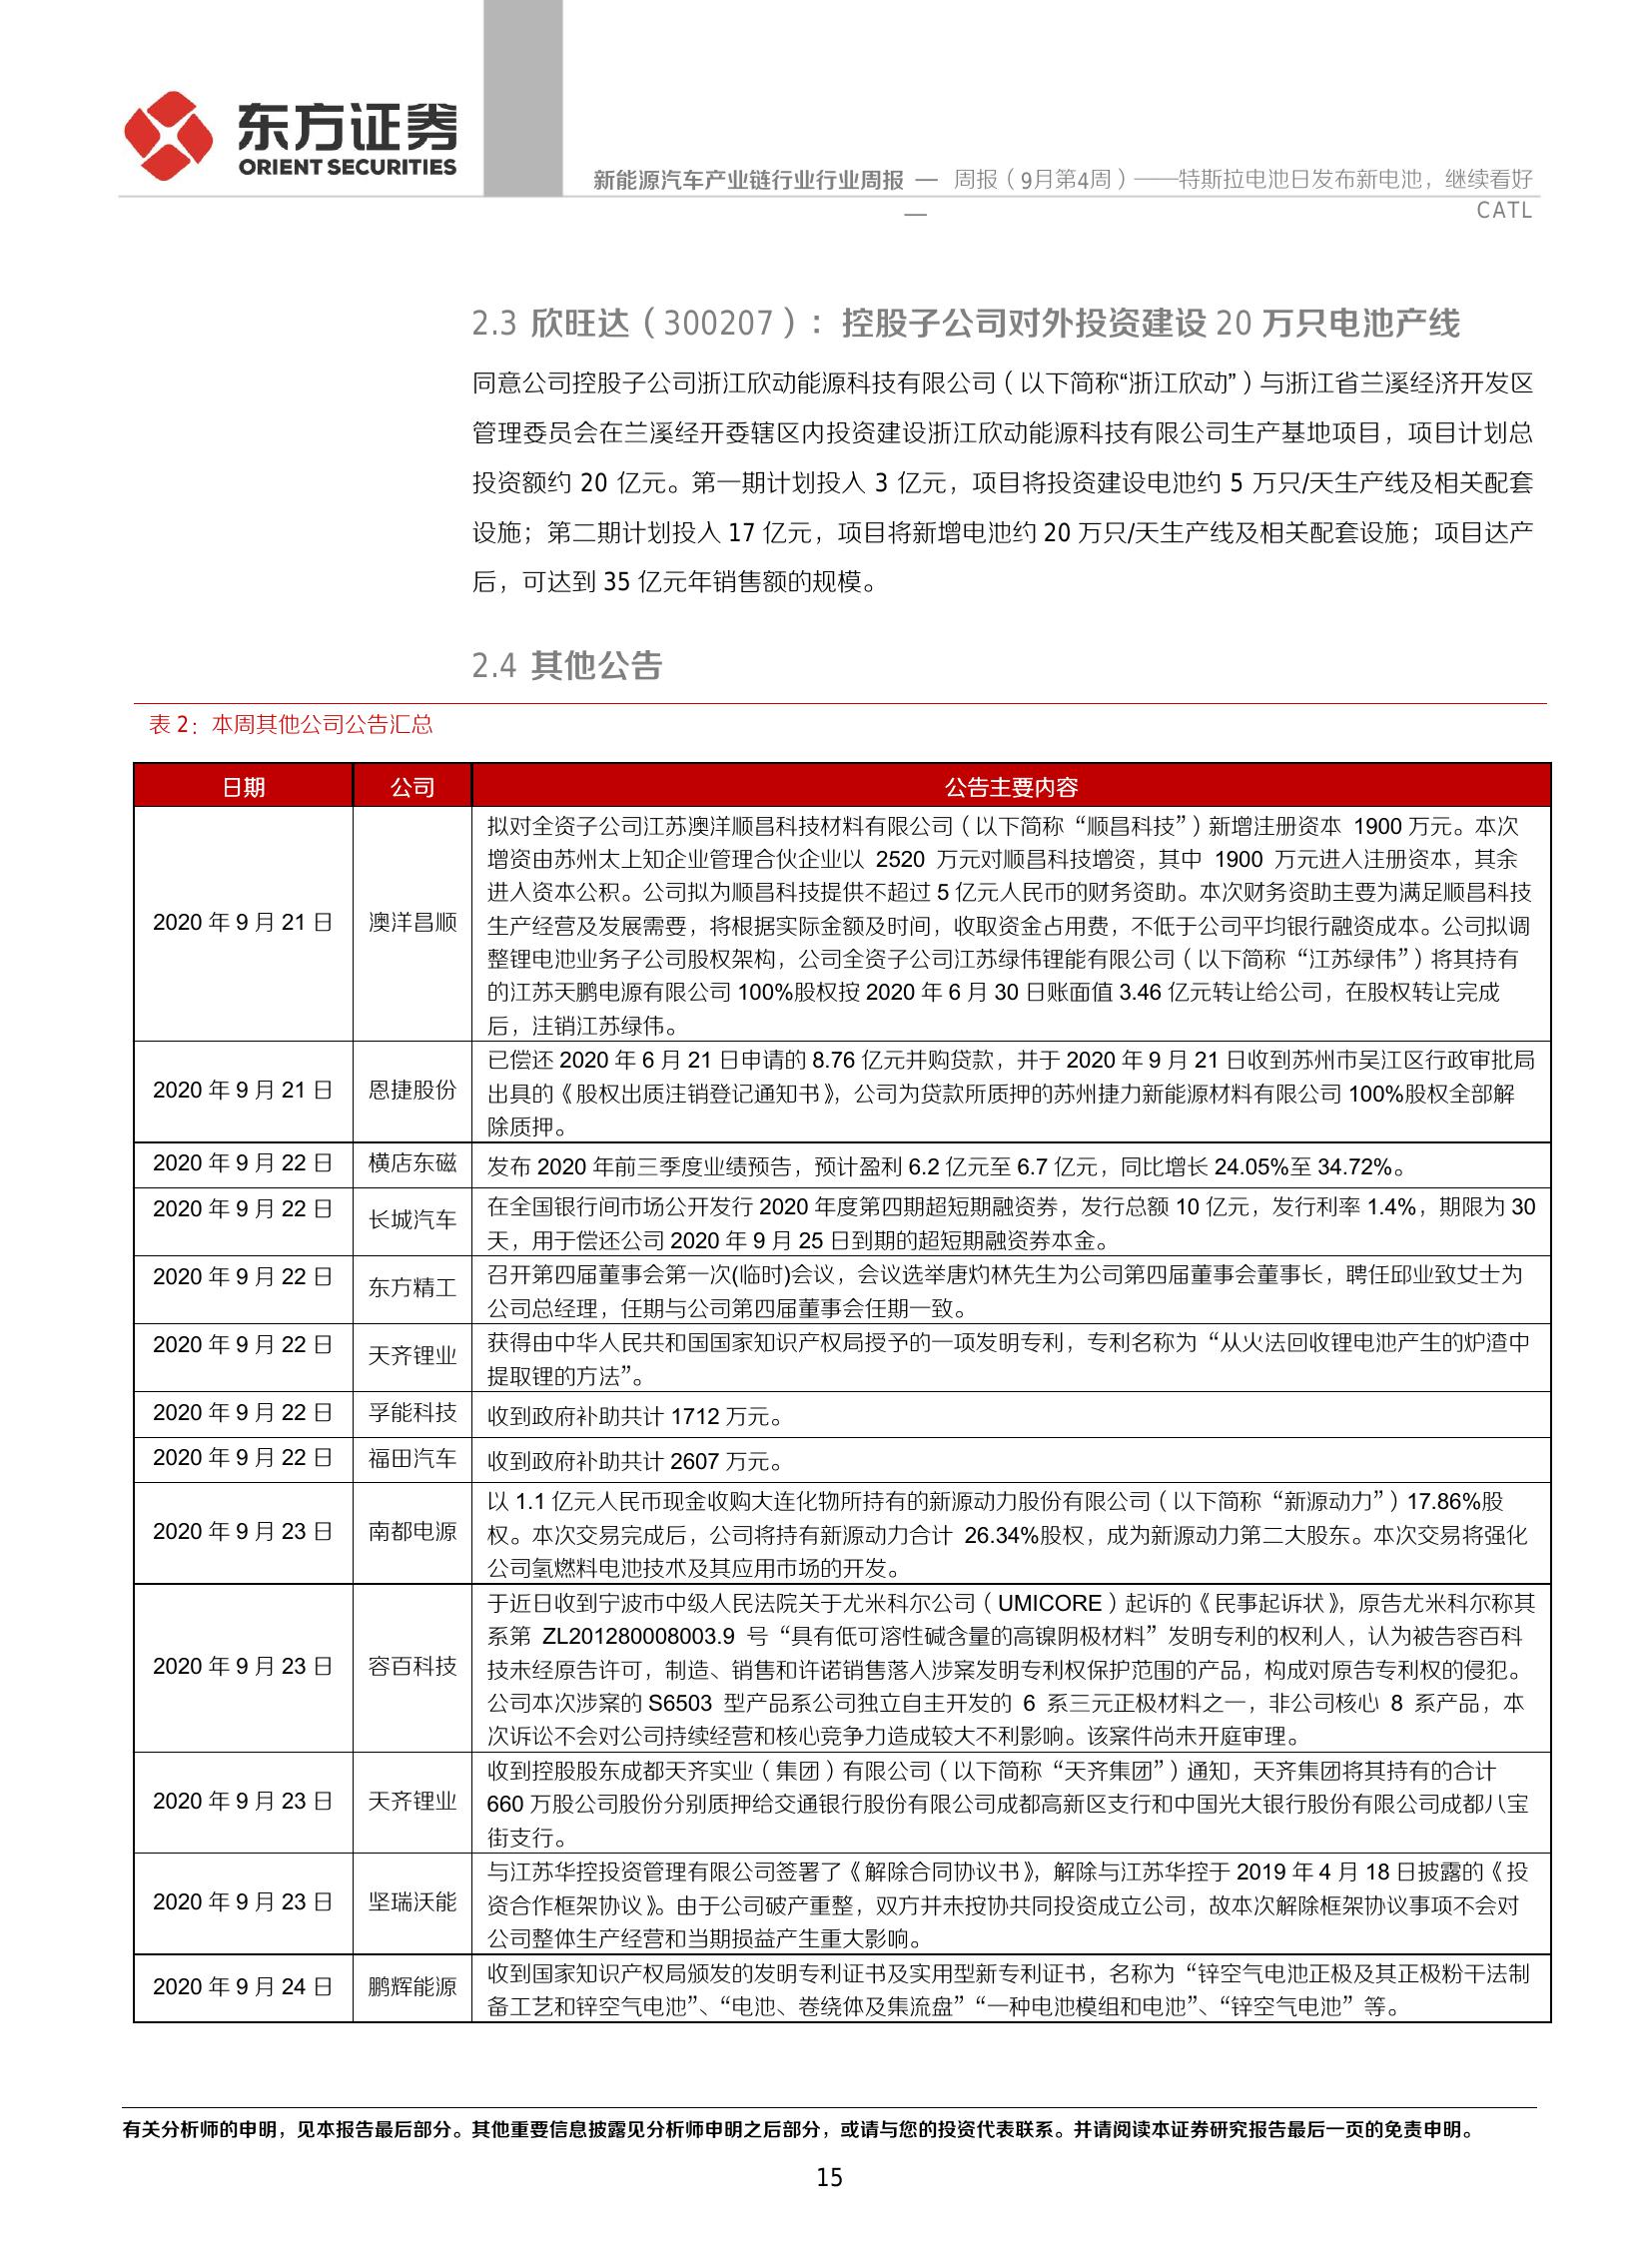 东方证券
ORIENT SECURITIES
新能源汽车产业链行业行业周报 — 周报（9月第4周）——特斯拉电池日发布新电池，继续看好
— CATL
2.3 欣旺达（300207）：控股子公司对外投资建设 20 万只电池产线
同意公司控股子公司浙江欣动能源科技有限公司（以下简称“浙江欣动”）与浙江省兰溪经济开发区
管理委员会在兰溪经开委辖区内投资建设浙江欣动能源科技有限公司生产基地项目，项目计划总
投资额约 20 亿元。第一期计划投入 3 亿元，项目将投资建设电池约 5 万只/天生产线及相关配套
设施；第二期计划投入 17 亿元，项目将新增电池约 20 万只/天生产线及相关配套设施；项目达产
后，可达到 35 亿元年销售额的规模。
2.4 其他公告
表 2：本周其他公司公告汇总
日期 公司 公告主要内容
2020 年 9 月 21 日 澳洋昌顺
拟对全资子公司江苏澳洋顺昌科技材料有限公司（以下简称“顺昌科技”）新增注册资本 1900 万元。本次
增资由苏州太上知企业管理合伙企业以 2520 万元对顺昌科技增资，其中 1900 万元进入注册资本，其余
进入资本公积。公司拟为顺昌科技提供不超过 5 亿元人民币的财务资助。本次财务资助主要为满足顺昌科技
生产经营及发展需要，将根据实际金额及时间，收取资金占用费，不低于公司平均银行融资成本。公司拟调
整锂电池业务子公司股权架构，公司全资子公司江苏绿伟锂能有限公司（以下简称“江苏绿伟”）将其持有
的江苏天鹏电源有限公司 100%股权按 2020 年 6 月 30 日账面值 3.46 亿元转让给公司，在股权转让完成
后，注销江苏绿伟。
2020 年 9 月 21 日 恩捷股份
已偿还 2020 年 6 月 21 日申请的 8.76 亿元并购贷款，并于 2020 年 9 月 21 日收到苏州市吴江区行政审批局
出具的《股权出质注销登记通知书》，公司为贷款所质押的苏州捷力新能源材料有限公司 100%股权全部解
除质押。
2020 年 9 月 22 日 横店东磁 发布 2020 年前三季度业绩预告，预计盈利 6.2 亿元至 6.7 亿元，同比增长 24.05%至 34.72%。
2020 年 9 月 22 日 长城汽车
在全国银行间市场公开发行 2020 年度第四期超短期融资券，发行总额 10 亿元，发行利率 1.4%，期限为 30
天，用于偿还公司 2020 年 9 月 25 日到期的超短期融资券本金。
2020 年 9 月 22 日 东方精工
召开第四届董事会第一次(临时)会议，会议选举唐灼林先生为公司第四届董事会董事长，聘任邱业致女士为
公司总经理，任期与公司第四届董事会任期一致。
2020 年 9 月 22 日 天齐锂业
获得由中华人民共和国国家知识产权局授予的一项发明专利，专利名称为“从火法回收锂电池产生的炉渣中
提取锂的方法”。
2020 年 9 月 22 日 孚能科技 收到政府补助共计 1712 万元。
2020 年 9 月 22 日 福田汽车 收到政府补助共计 2607 万元。
2020 年 9 月 23 日 南都电源
以 1.1 亿元人民币现金收购大连化物所持有的新源动力股份有限公司（以下简称“新源动力”）17.86%股
权。本次交易完成后，公司将持有新源动力合计 26.34%股权，成为新源动力第二大股东。本次交易将强化
公司氢燃料电池技术及其应用市场的开发。
2020 年 9 月 23 日 容百科技
于近日收到宁波市中级人民法院关于尤米科尔公司（UMICORE）起诉的《民事起诉状》，原告尤米科尔称其
系第 ZL201280008003.9 号“具有低可溶性碱含量的高镍阴极材料”发明专利的权利人，认为被告容百科
技未经原告许可，制造、销售和许诺销售落入涉案发明专利权保护范围的产品，构成对原告专利权的侵犯。
公司本次涉案的 S6503 型产品系公司独立自主开发的 6 系三元正极材料之一，非公司核心 8 系产品，本
次诉讼不会对公司持续经营和核心竞争力造成较大不利影响。该案件尚未开庭审理。
2020 年 9 月 23 日 天齐锂业
收到控股股东成都天齐实业（集团）有限公司（以下简称“天齐集团”）通知，天齐集团将其持有的合计
660 万股公司股份分别质押给交通银行股份有限公司成都高新区支行和中国光大银行股份有限公司成都八宝
街支行。
2020 年 9 月 23 日 坚瑞沃能
与江苏华控投资管理有限公司签署了《解除合同协议书》，解除与江苏华控于 2019 年 4 月 18 日披露的《投
资合作框架协议》。由于公司破产重整，双方并未按协共同投资成立公司，故本次解除框架协议事项不会对
公司整体生产经营和当期损益产生重大影响。
2020 年 9 月 24 日 鹏辉能源
收到国家知识产权局颁发的发明专利证书及实用型新专利证书，名称为“锌空气电池正极及其正极粉干法制
备工艺和锌空气电池”、“电池、卷绕体及集流盘”“一种电池模组和电池”、“锌空气电池”等。
有关分析师的申明，见本报告最后部分。其他重要信息披露见分析师申明之后部分，或请与您的投资代表联系。并请阅读本证券研究报告最后一页的免责申明。
15